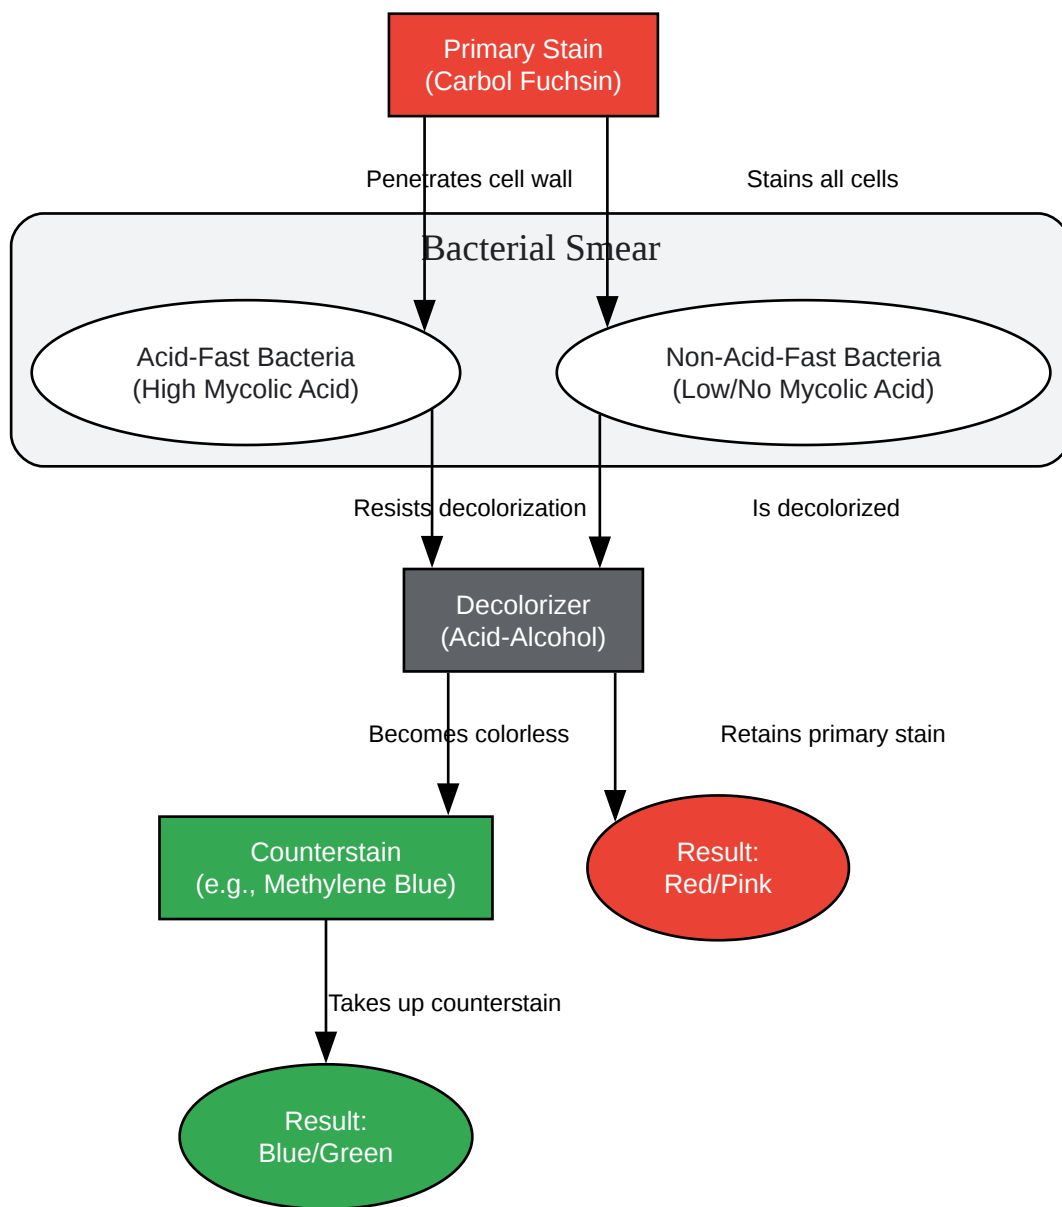 Primary Stain
(Carbol Fuchsin)
Penetrates cell wall
Stains all cells
Bacterial Smear
Acid-Fast Bacteria
(High Mycolic Acid)
Non-Acid-Fast Bacteria
(Low/No Mycolic Acid)
Resists decolorization
Is decolorized
Decolorizer
(Acid-Alcohol)
Becomes colorless
Retains primary stain
Counterstain
(e.g., Methylene Blue)
Result:
Red/Pink
Takes up counterstain
Result:
Blue/Green